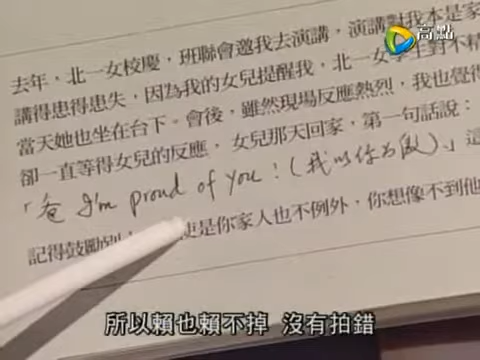 高點
去年，北一女校慶，班聯會邀我去演講，演講對我本是家
講得患得患失，因為我的女兒提醒我，北一女學生對不精
當天她也坐在台下。會後，雖然現場反應熱烈，我也覺得
卻一直等得女兒的反應，女兒那天回家，第一句話說：
「爸 I'm proud of you！(我以你為傲)」這
記得鼓勵別 使是你家人也不例外，你想像不到他
所以賴也賴不掉 沒有拍錯